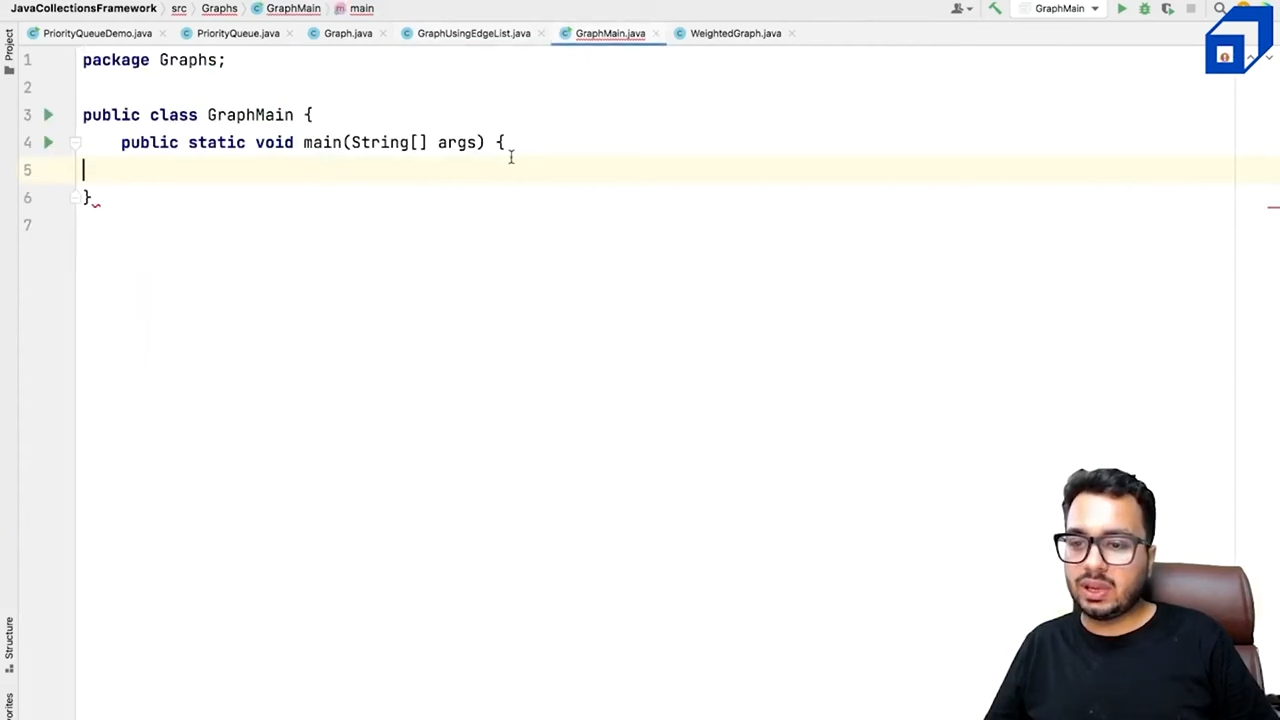 JavaCollectionsFramework src Graphs GraphMain main GraphMain
PriorityQueueDemo.java PriorityQueue.java Graph.java GraphUsingEdgeList.java GraphMain.java WeightedGraph.java
Project
1 package Graphs;
2
3 public class GraphMain {
4 public static void main(String[] args) {
5
6 }
7
Structure